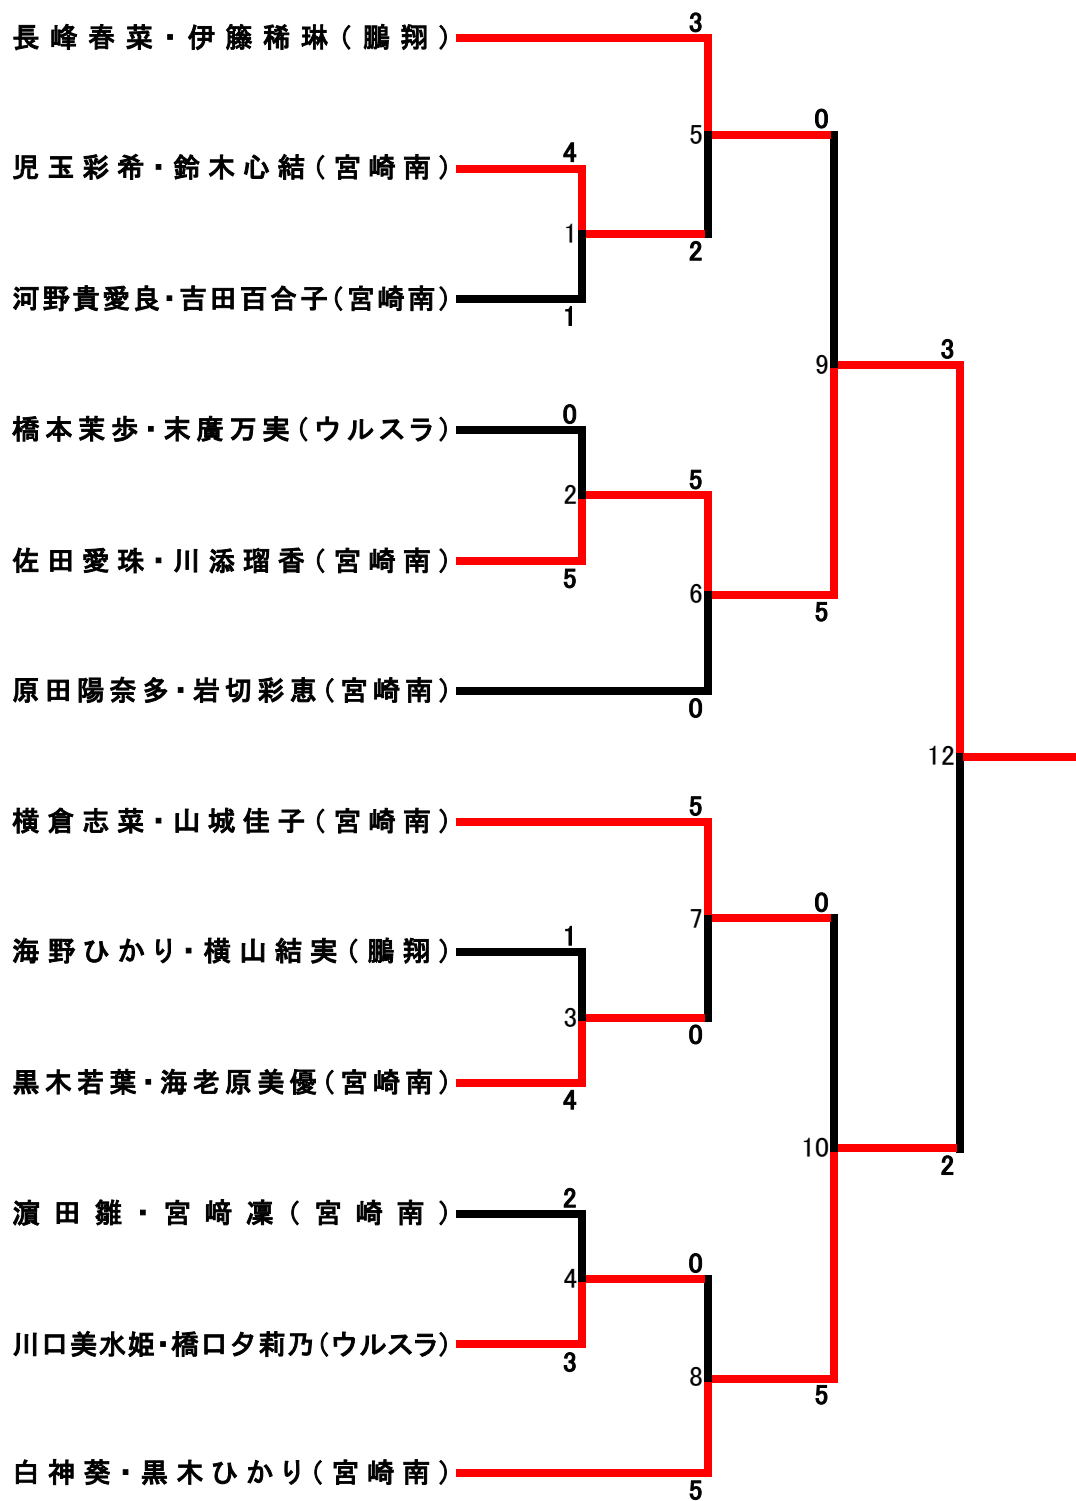 長峰春菜・伊藤稀琳(鵬翔)
3
5
0
児玉彩希・鈴木心結(宮崎南)
4
1
2
河野貴愛良・吉田百合子(宮崎南)
1
9
3
橋本茉歩・末廣万実(ウルスラ)
0
2
5
佐田愛珠・川添瑠香(宮崎南)
5
6
5
原田陽奈多・岩切彩恵(宮崎南)
0
12
横倉志菜・山城佳子(宮崎南)
5
7
0
海野ひかり・横山結実(鵬翔)
1
3
0
黒木若葉・海老原美優(宮崎南)
4
10
2
濵田雛・宮﨑凜(宮崎南)
2
4
0
川口美水姫・橋口夕莉乃(ウルスラ)
3
8
5
白神葵・黒木ひかり(宮崎南)
5